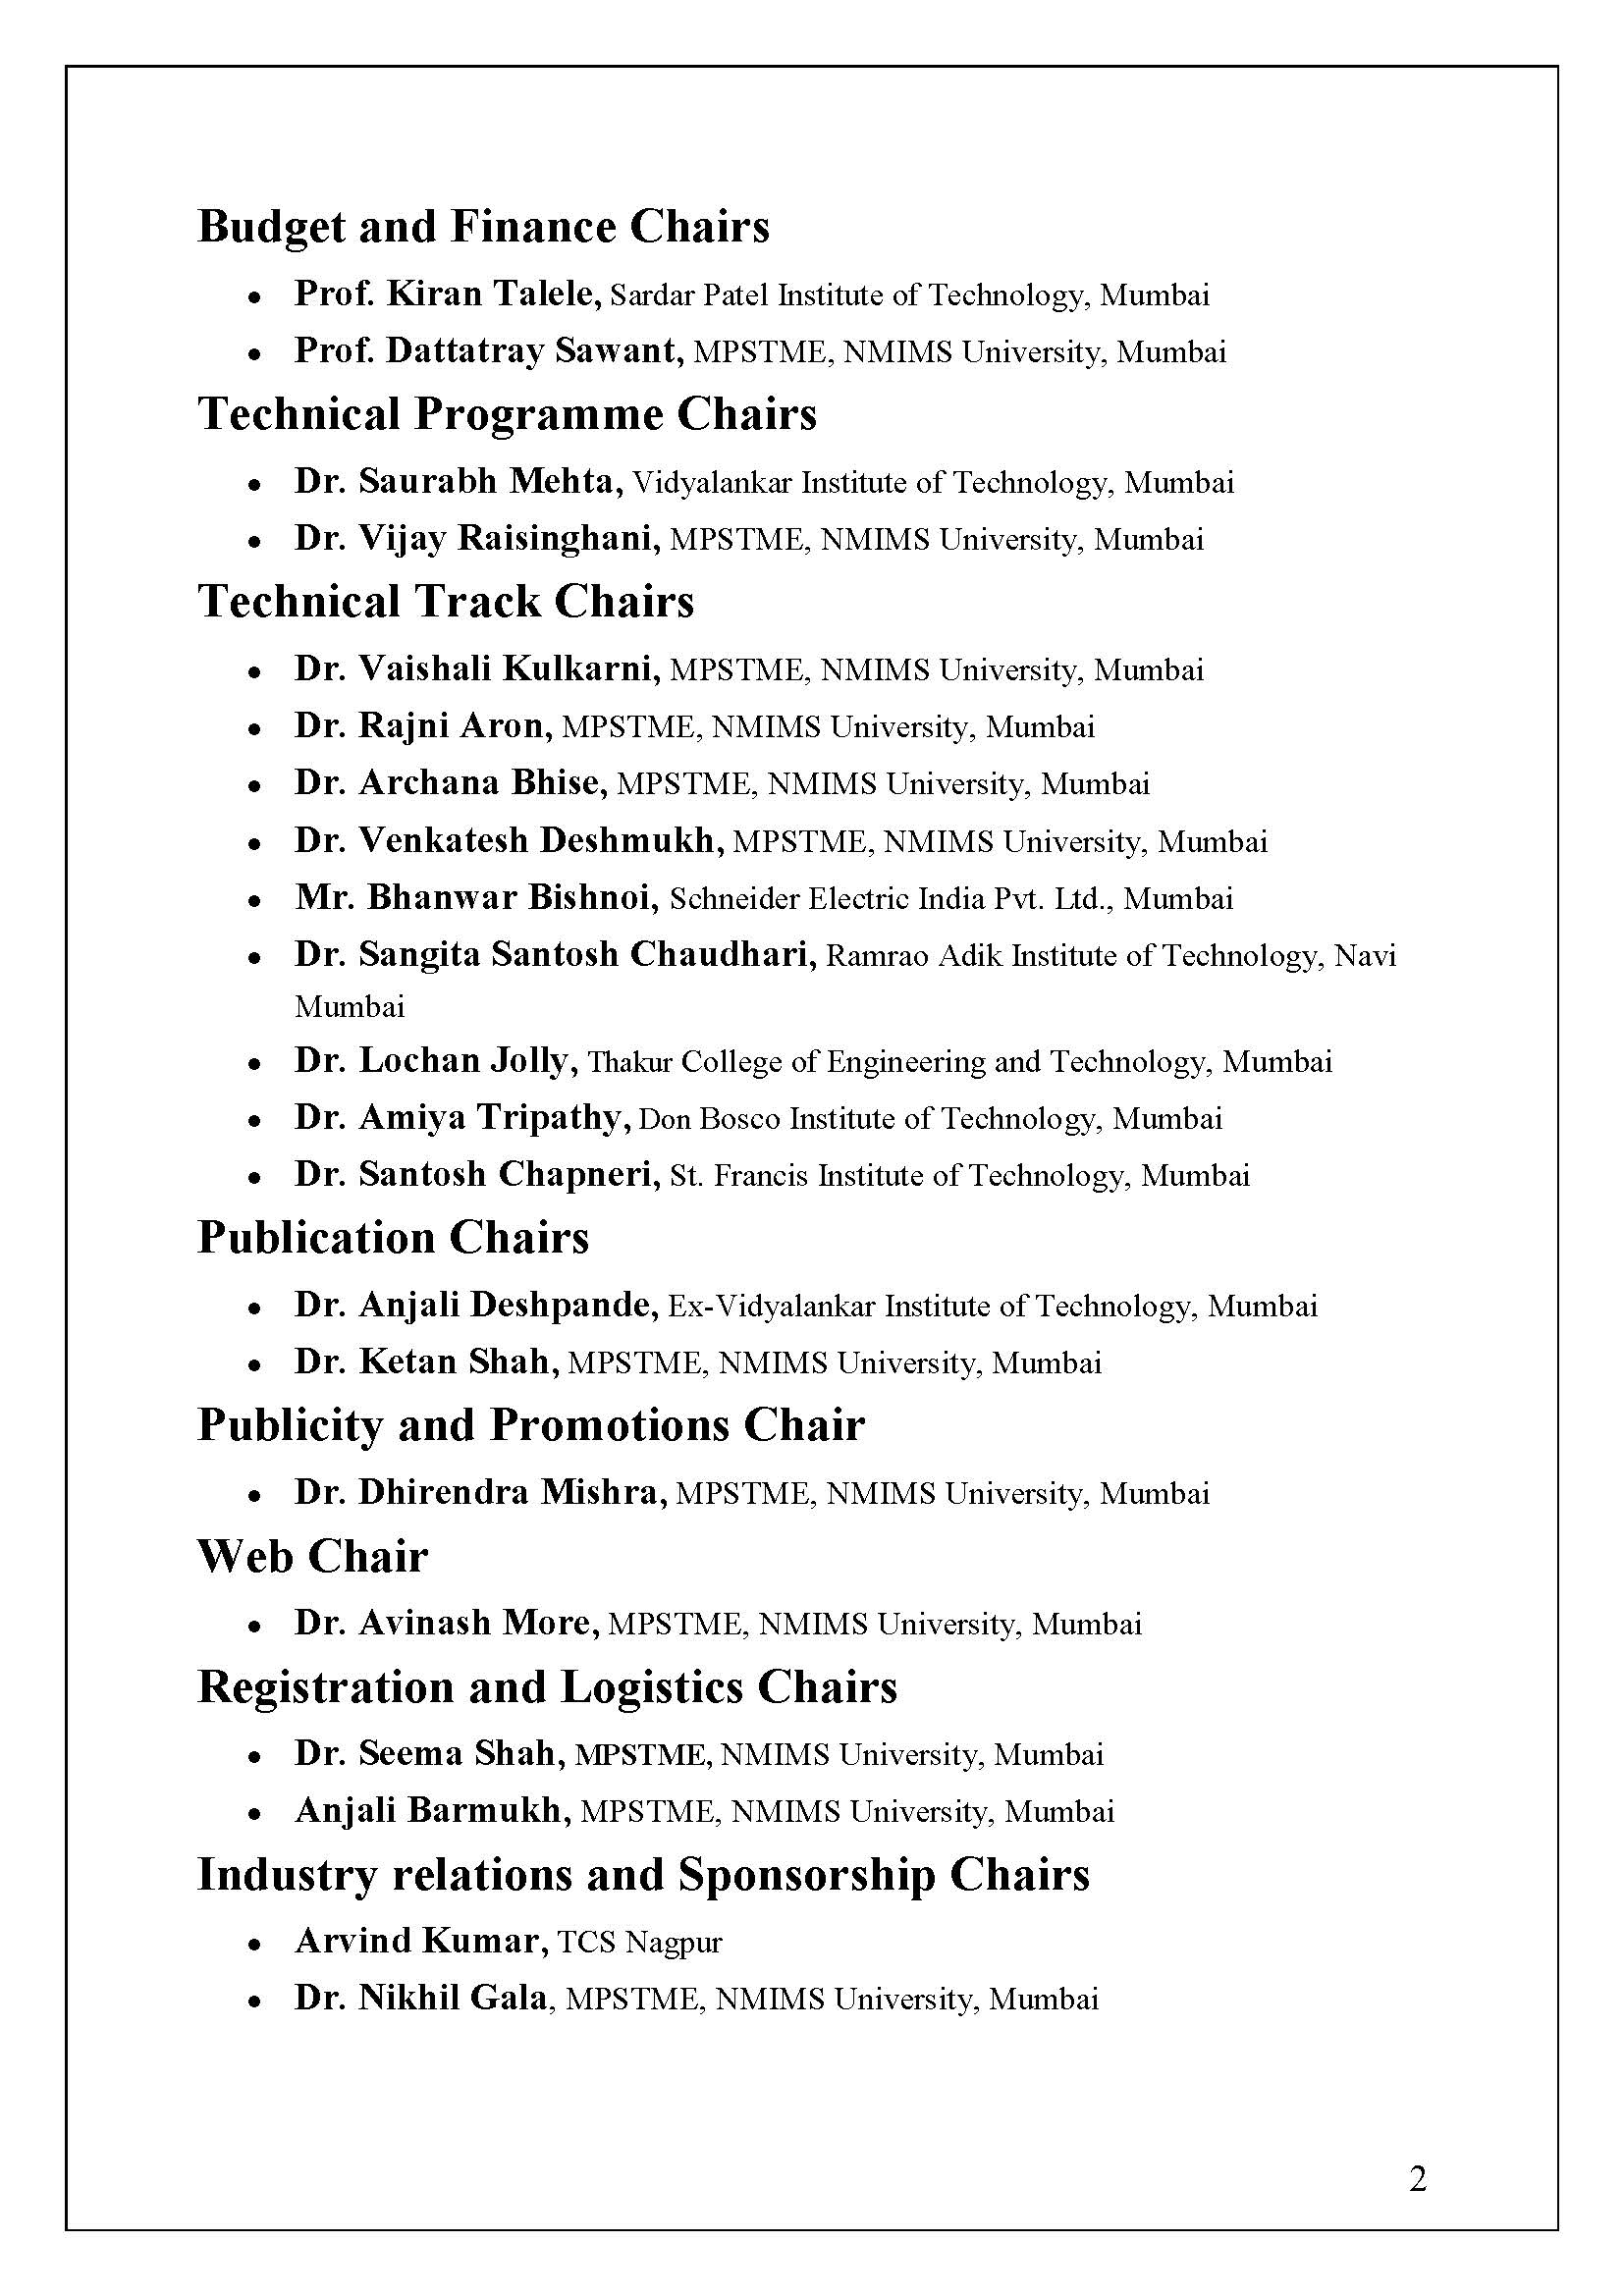 Budget and Finance Chairs
• Prof. Kiran Talele, Sardar Patel Institute of Technology, Mumbai
• Prof. Dattatray Sawant, MPSTME, NMIMS University, Mumbai
Technical Programme Chairs
• Dr. Saurabh Mehta, Vidyalankar Institute of Technology, Mumbai
• Dr. Vijay Raisinghani, MPSTME, NMIMS University, Mumbai
Technical Track Chairs
• Dr. Vaishali Kulkarni, MPSTME, NMIMS University, Mumbai
• Dr. Rajni Aron, MPSTME, NMIMS University, Mumbai
• Dr. Archana Bhise, MPSTME, NMIMS University, Mumbai
• Dr. Venkatesh Deshmukh, MPSTME, NMIMS University, Mumbai
• Mr. Bhanwar Bishnoi, Schneider Electric India Pvt. Ltd., Mumbai
• Dr. Sangita Santosh Chaudhari, Ramrao Adik Institute of Technology, Navi
Mumbai
• Dr. Lochan Jolly, Thakur College of Engineering and Technology, Mumbai
• Dr. Amiya Tripathy, Don Bosco Institute of Technology, Mumbai
• Dr. Santosh Chapneri, St. Francis Institute of Technology, Mumbai
Publication Chairs
• Dr. Anjali Deshpande, Ex-Vidyalankar Institute of Technology, Mumbai
• Dr. Ketan Shah, MPSTME, NMIMS University, Mumbai
Publicity and Promotions Chair
• Dr. Dhirendra Mishra, MPSTME, NMIMS University, Mumbai
Web Chair
• Dr. Avinash More, MPSTME, NMIMS University, Mumbai
Registration and Logistics Chairs
• Dr. Seema Shah, MPSTME, NMIMS University, Mumbai
• Anjali Barmukh, MPSTME, NMIMS University, Mumbai
Industry relations and Sponsorship Chairs
• Arvind Kumar, TCS Nagpur
• Dr. Nikhil Gala, MPSTME, NMIMS University, Mumbai
2